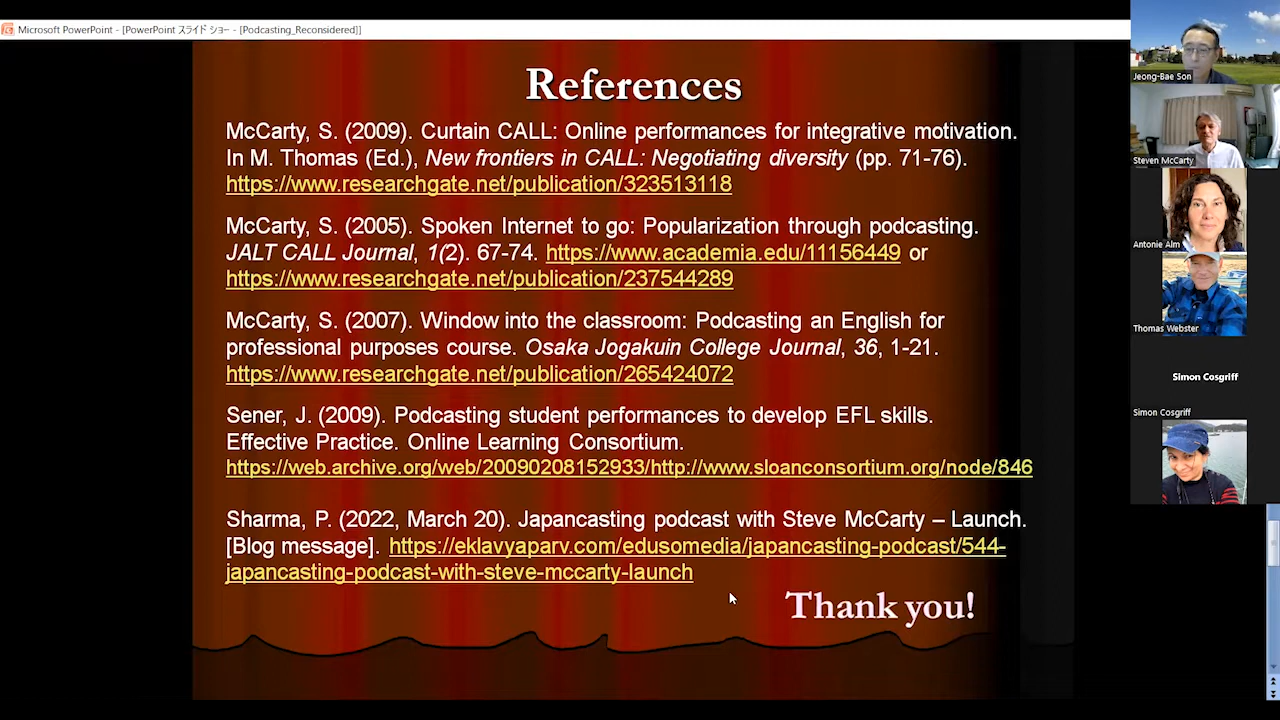 Microsoft PowerPoint - [PowerPoint スライド ショー - [Podcasting_Reconsidered]]
References
McCarty, S. (2009). Curtain CALL: Online performances for integrative motivation.
In M. Thomas (Ed.), New frontiers in CALL: Negotiating diversity (pp. 71-76).
https://www.researchgate.net/publication/323513118
McCarty, S. (2005). Spoken Internet to go: Popularization through podcasting.
JALT CALL Journal, 1(2). 67-74. https://www.academia.edu/11156449 or
https://www.researchgate.net/publication/237544289
McCarty, S. (2007). Window into the classroom: Podcasting an English for
professional purposes course. Osaka Jogakuin College Journal, 36, 1-21.
https://www.researchgate.net/publication/265424072
Sener, J. (2009). Podcasting student performances to develop EFL skills.
Effective Practice. Online Learning Consortium.
https://web.archive.org/web/20090208152933/http://www.sloanconsortium.org/node/846
Sharma, P. (2022, March 20). Japancasting podcast with Steve McCarty – Launch.
[Blog message]. https://eklavyaparv.com/edusomedia/japancasting-podcast/544-
japancasting-podcast-with-steve-mccarty-launch
Thank you!
Jeong-Bae Son
Steven McCarty
Antonie Alm
Thomas Webster
Simon Cosgriff
Simon Cosgriff